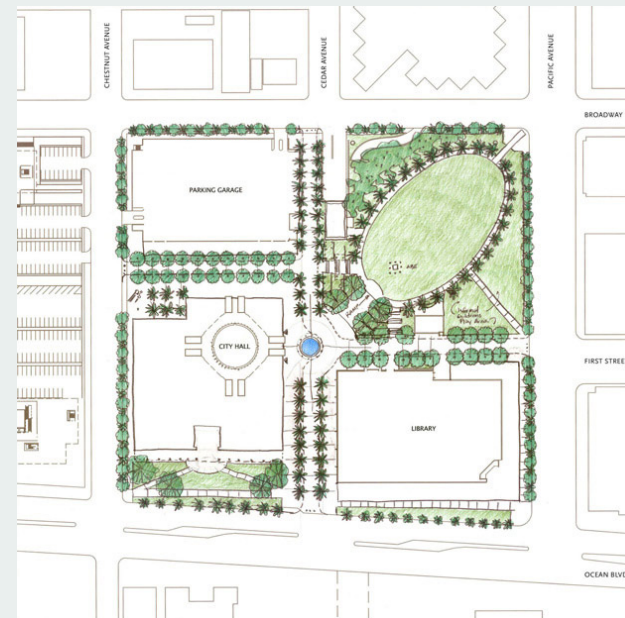 CHESTNUT AVENUE
CEDAR AVENUE
PACIFIC AVENUE
BROADWAY
PARKING GARAGE
CITY HALL
LIBRARY
FIRST STREE
OCEAN BLVD